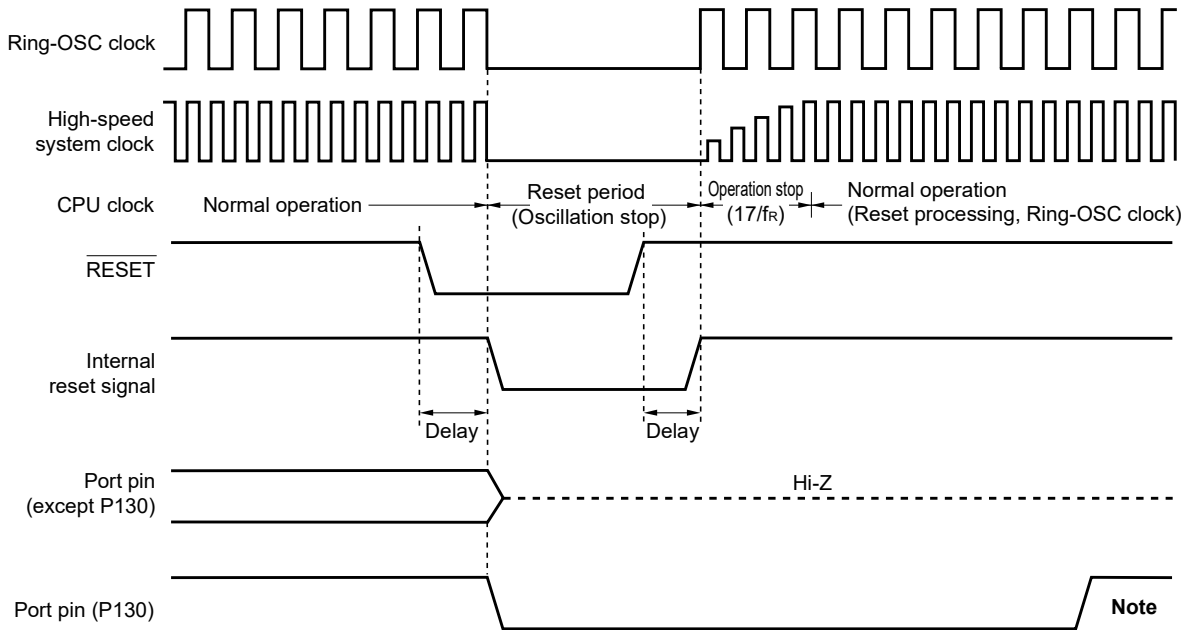 Ring-OSC clock
High-speed
system clock
CPU clock
Normal operation
Reset period
(Oscillation stop)
Operation stop
(17/fR)
Normal operation
(Reset processing, Ring-OSC clock)
RESET
Internal
reset signal
Delay
Delay
Port pin
(except P130)
Hi-Z
Port pin (P130)
Note